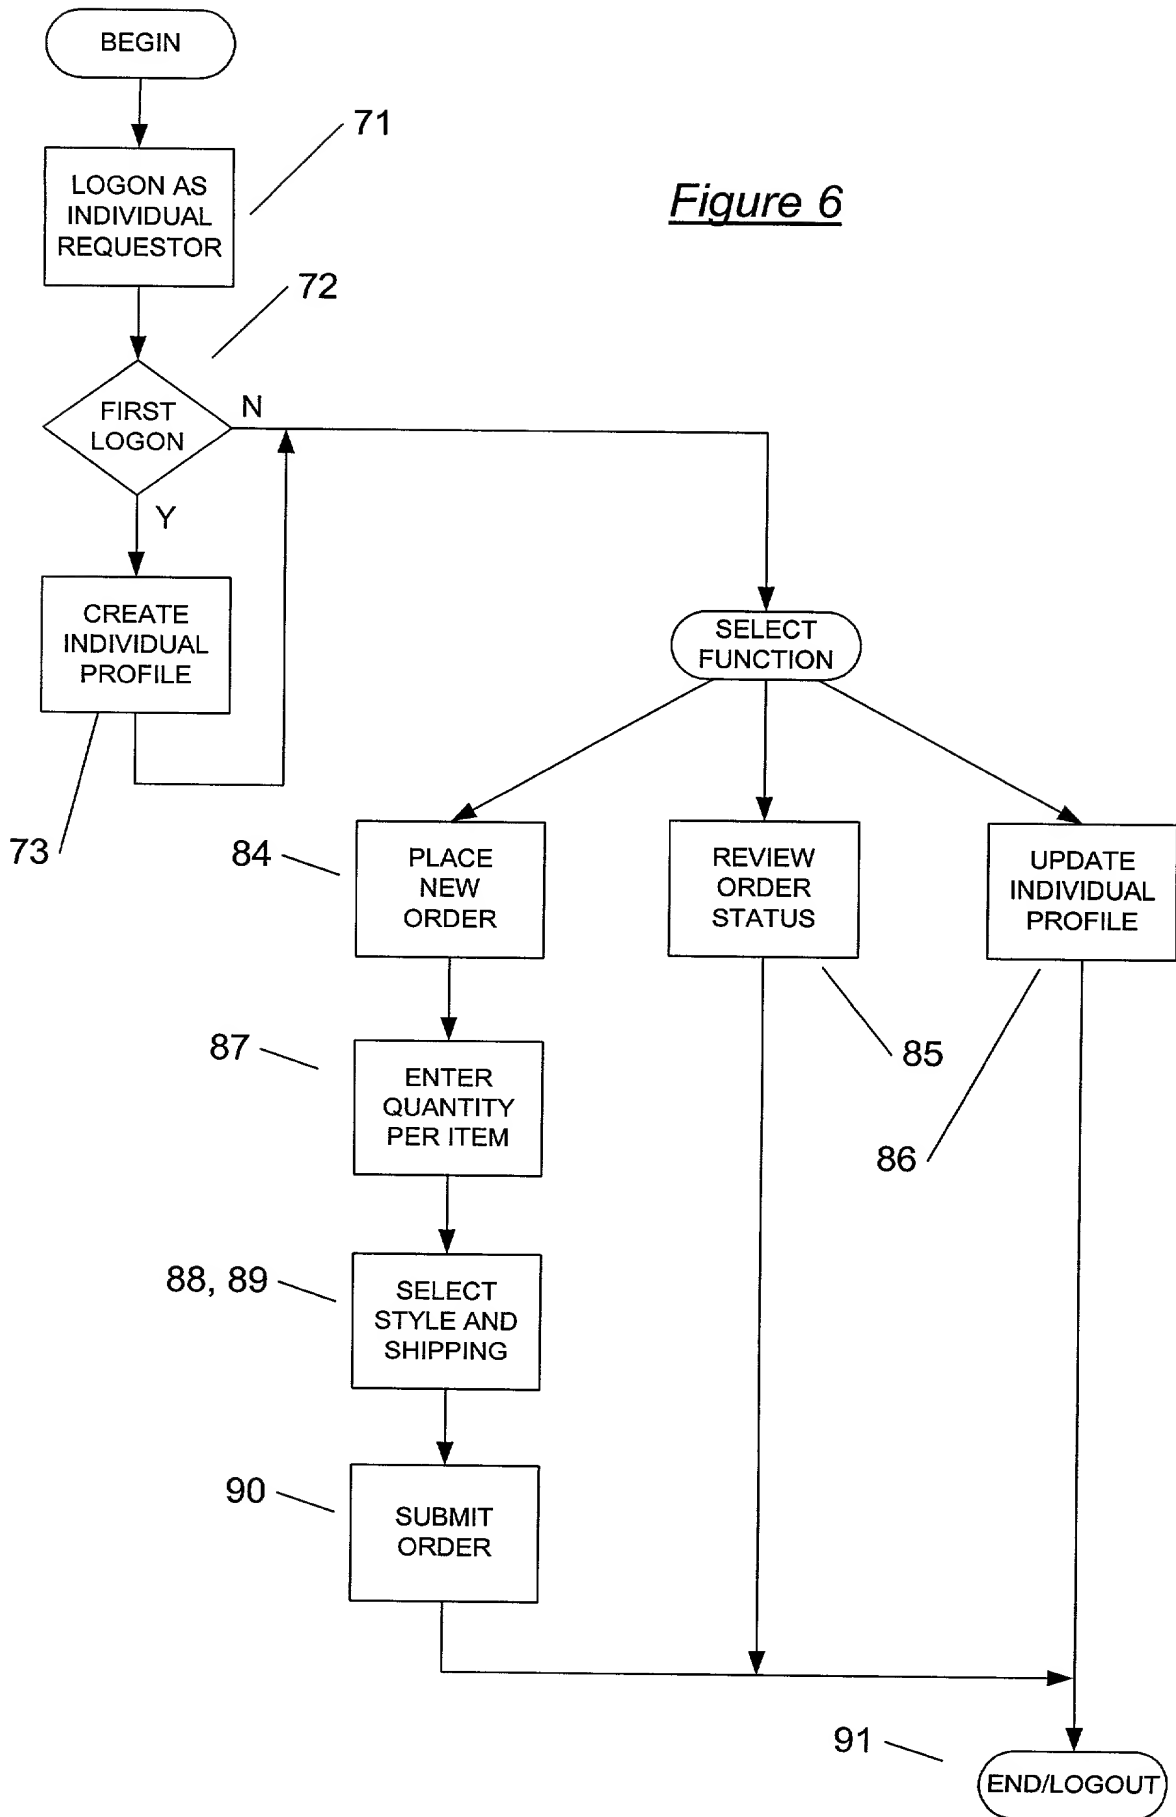 BEGIN
71
LOGON AS
INDIVIDUAL
REQUESTOR
Figure 6
72
FIRST
LOGON
N
Y
CREATE
INDIVIDUAL
PROFILE
73
SELECT
FUNCTION
84
PLACE
NEW
ORDER
REVIEW
ORDER
STATUS
UPDATE
INDIVIDUAL
PROFILE
85
86
87
ENTER
QUANTITY
PER ITEM
88, 89
SELECT
STYLE AND
SHIPPING
90
SUBMIT
ORDER
91
END/LOGOUT